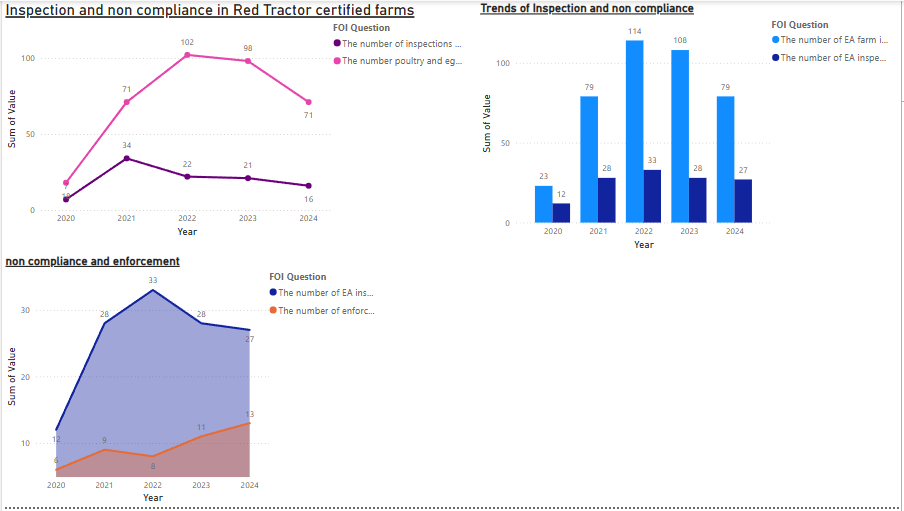 Inspection and non compliance in Red Tractor certified farms
FOI Question
The number of inspections ...
The number poultry and eg...
Sum of Value
100
50
0
102
98
71
71
34
22
21
16
7
18
2020 2021 2022 2023 2024
Year
Trends of Inspection and non compliance
FOI Question
The number of EA farm i...
The number of EA inspe...
Sum of Value
100
50
0
23 12
79 28
114 33
108 28
79 27
2020 2021 2022 2023 2024
Year
non compliance and enforcement
FOI Question
The number of EA ins...
The number of enforc...
Sum of Value
30
20
10
33
28
28
27
12
6
9
8
11
13
2020 2021 2022 2023 2024
Year